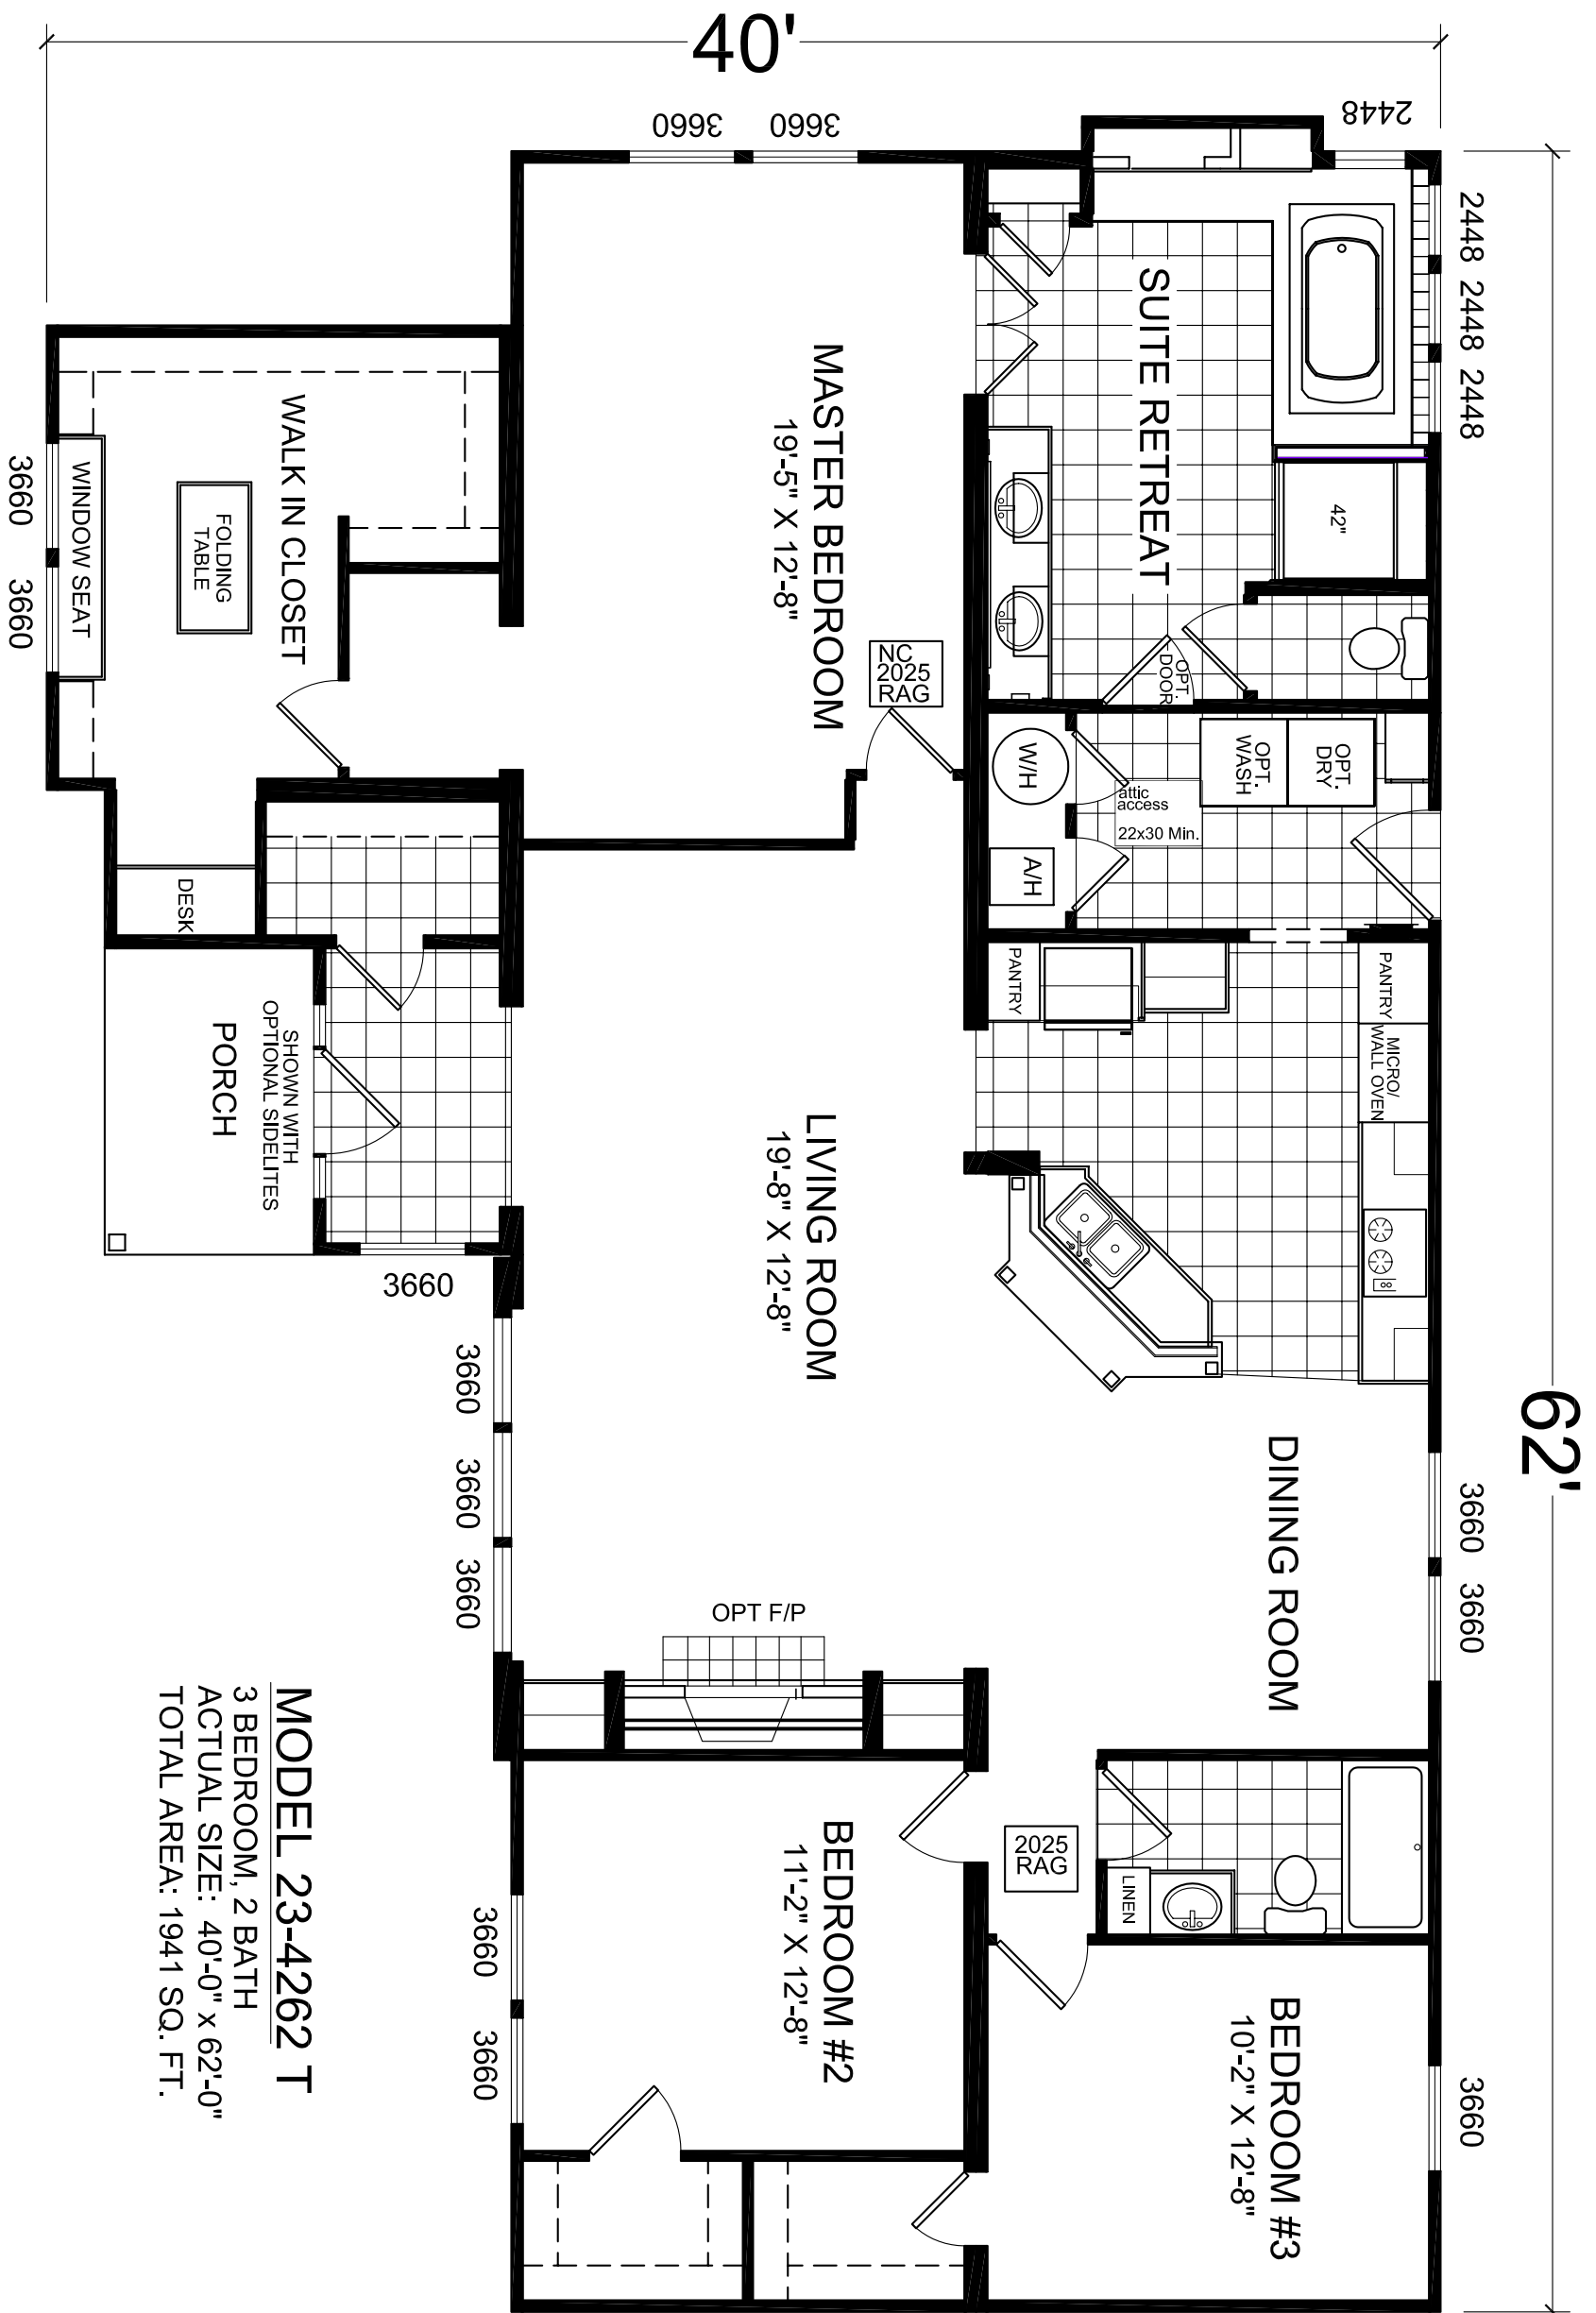 62'
2448 2448 2448
3660 3660
3660
2448
40'
42"
OPT.
DRY
OPT.
WASH
PANTRY
MICRO/
WALL OVEN
DINING ROOM
BEDROOM #3
10'-2" X 12'-8"
SUITE RETREAT
OPT.
DOOR
attic
access
22x30 Min.
LINEN
W/H
A/H
PANTRY
2025
RAG
3660
3660
MASTER BEDROOM
19'-5" X 12'-8"
NC
2025
RAG
LIVING ROOM
19'-8" X 12'-8"
OPT F/P
BEDROOM #2
11'-2" X 12'-8"
3660
3660
3660
3660
3660
3660
WALK IN CLOSET
FOLDING
TABLE
WINDOW SEAT
DESK
SHOWN WITH
OPTIONAL SIDELITES
PORCH
3660
3660
MODEL 23-4262 T
3 BEDROOM, 2 BATH
ACTUAL SIZE: 40'-0" x 62'-0"
TOTAL AREA: 1941 SQ. FT.